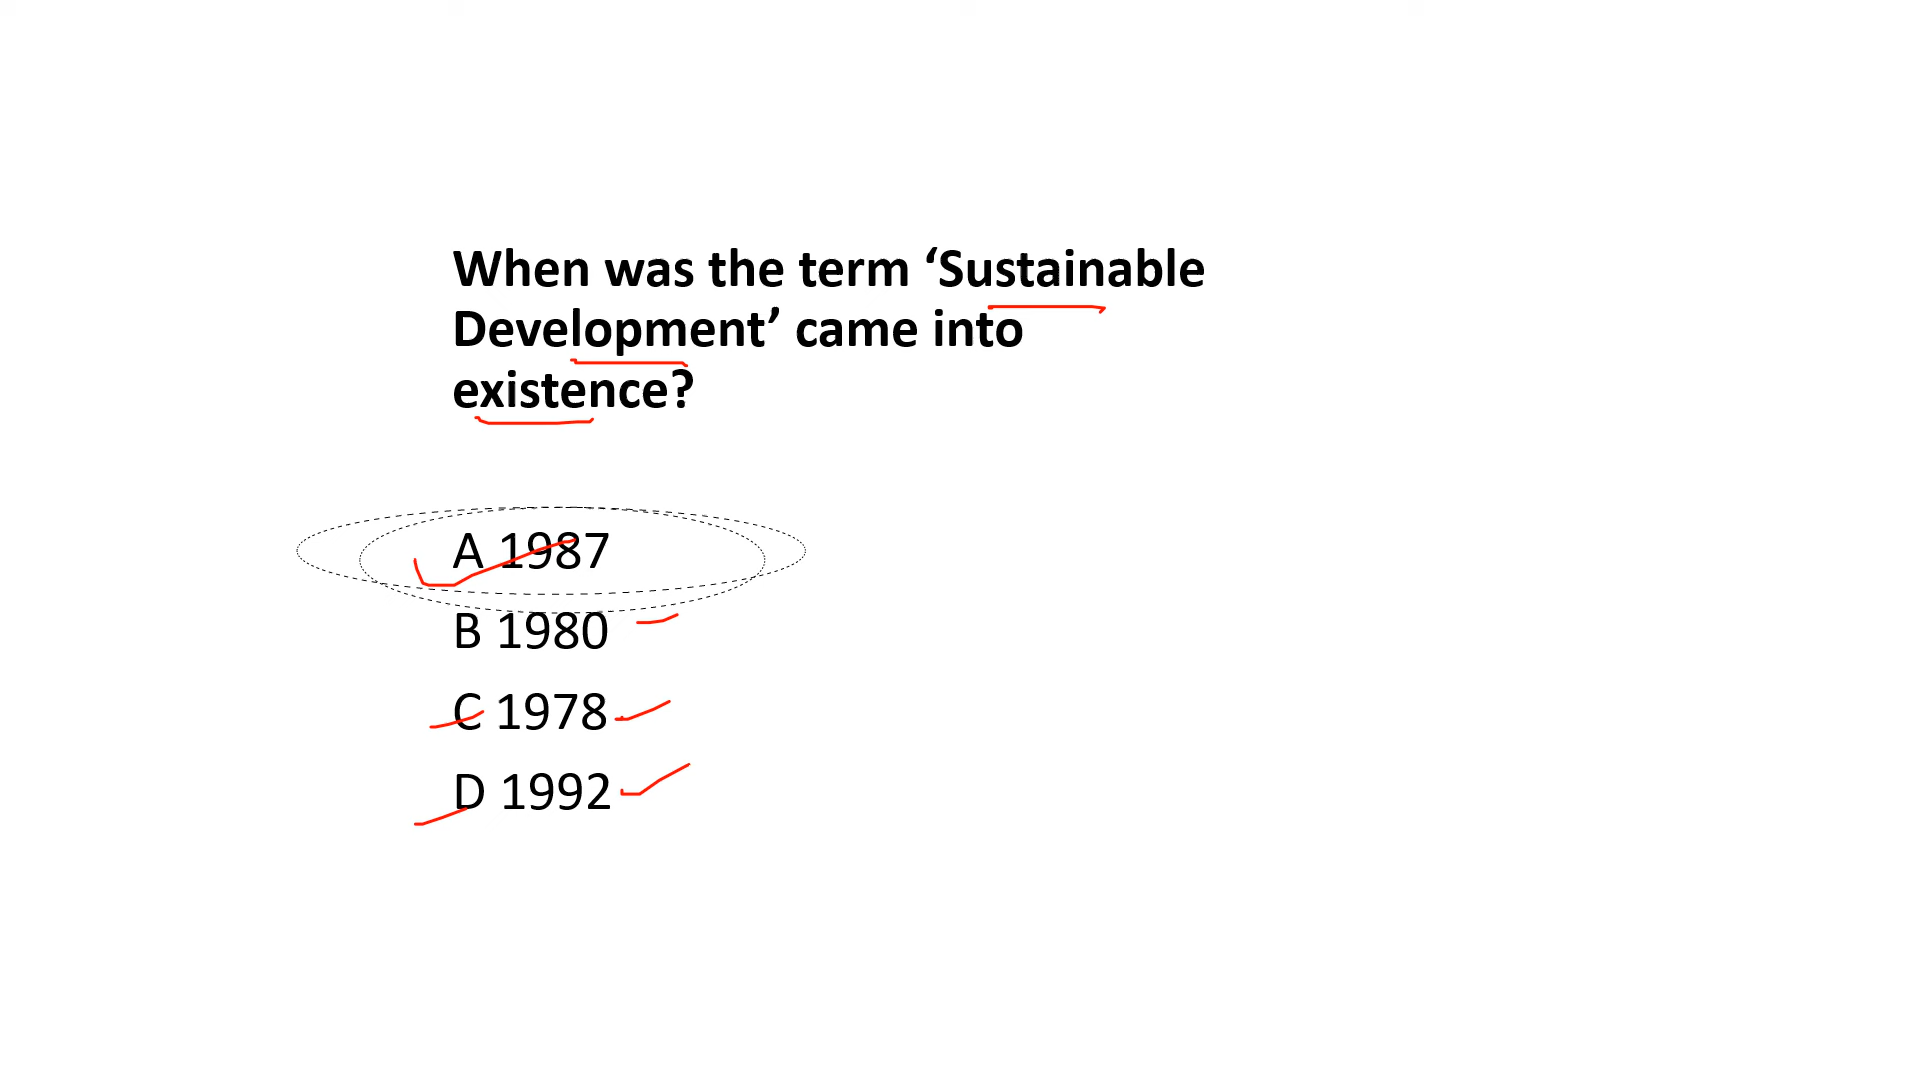 When was the term ‘Sustainable
Development’ came into
existence?
A 1987
B 1980
C 1978
D 1992